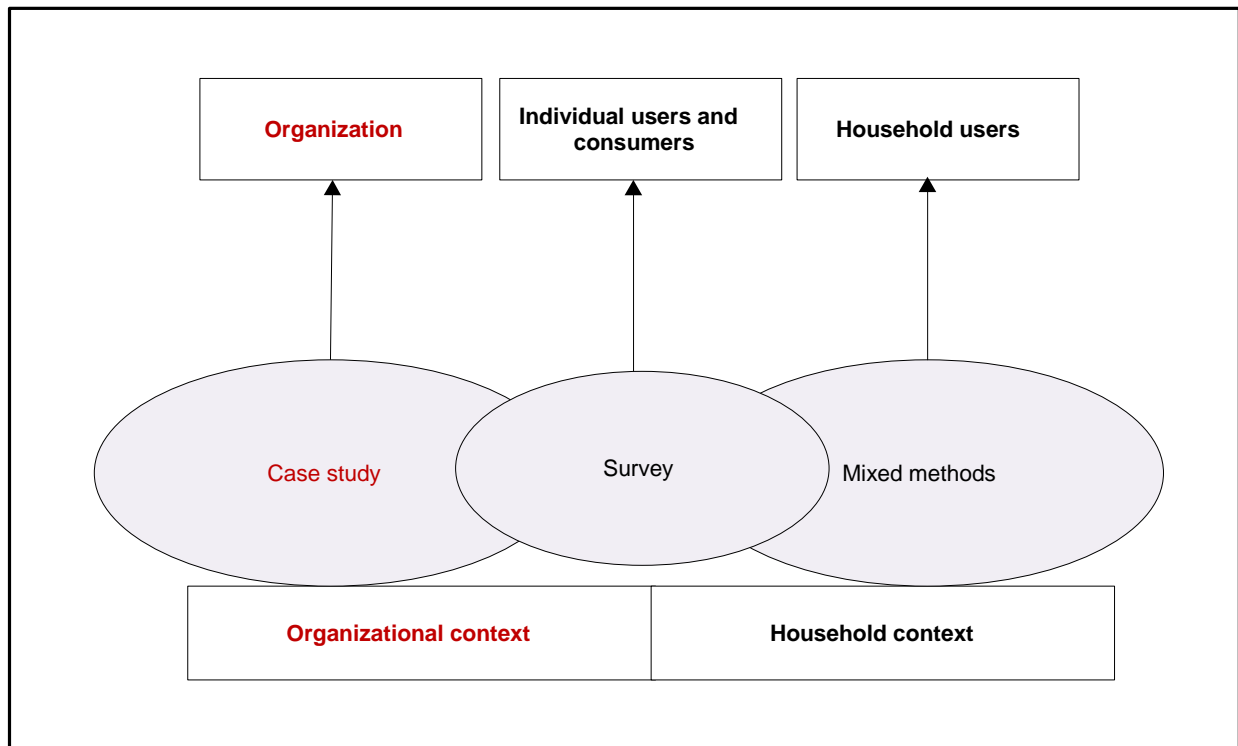 Organization
Individual users and
consumers
Household users
Case study
Survey
Mixed methods
Organizational context
Household context